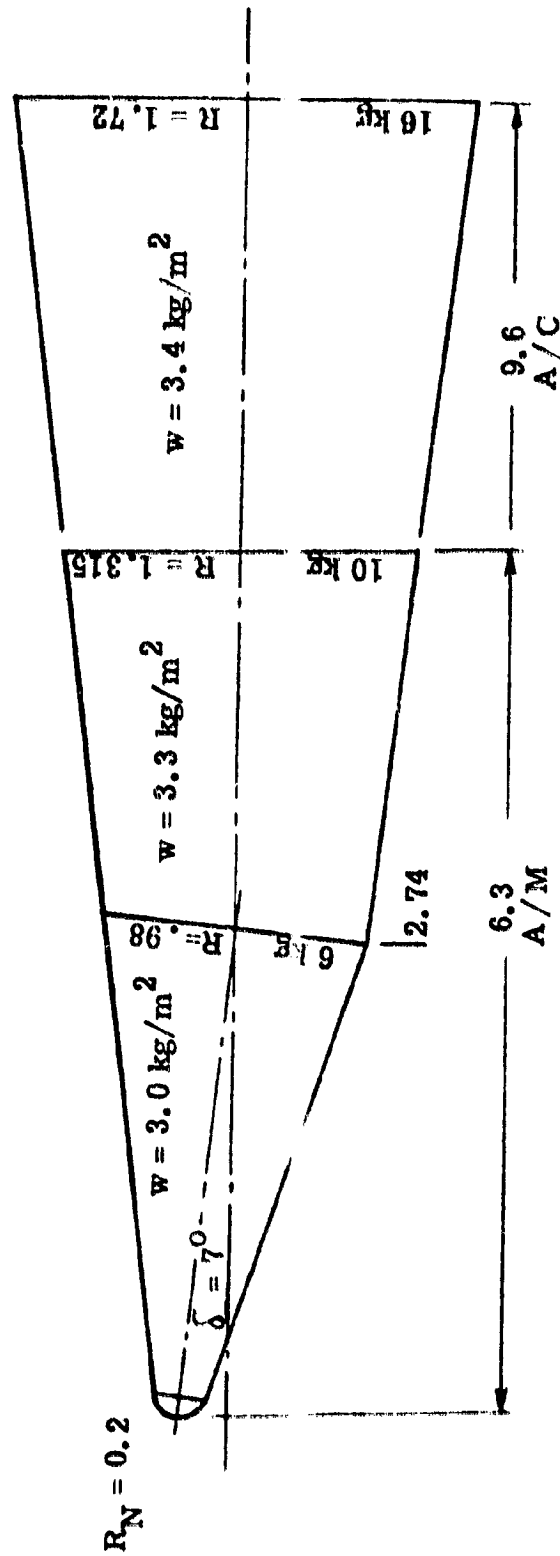 R_N = 0.2
δ = 7°
w = 3.0 kg/m²
R= .98
6 kg
w = 3.3 kg/m²
R = 1.315
10 kg
w = 3.4 kg/m²
R = 1.72
16 kg
2.74
6.3
A/M
9.6
A/C